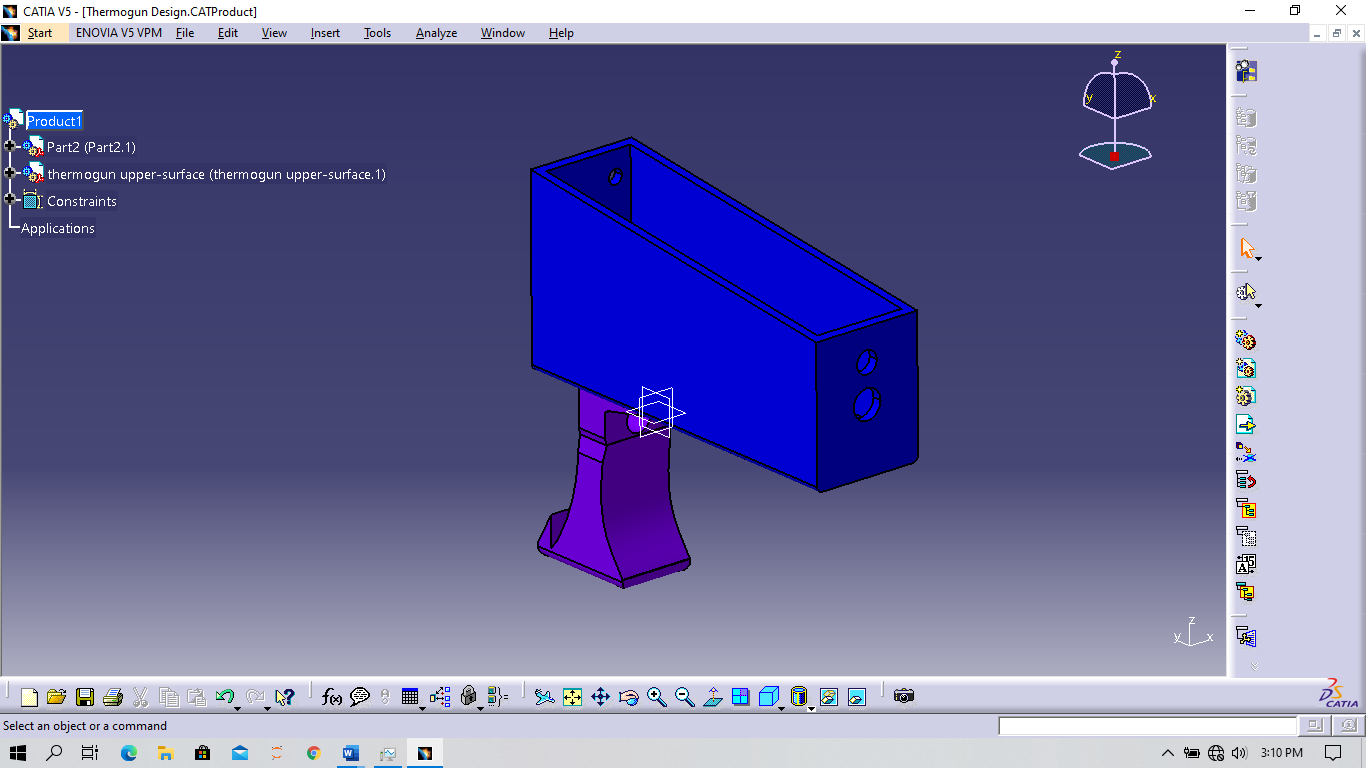 CATIA V5 - [Thermogun Design.CATProduct]
Start ENOVIA V5 VPM File Edit View Insert Tools Analyze Window Help
z
y x
Product1
Part2 (Part2.1)
thermogun upper-surface (thermogun upper-surface.1)
Constraints
Applications
z
y x
f(x)
CATIA
Select an object or a command
3:10 PM